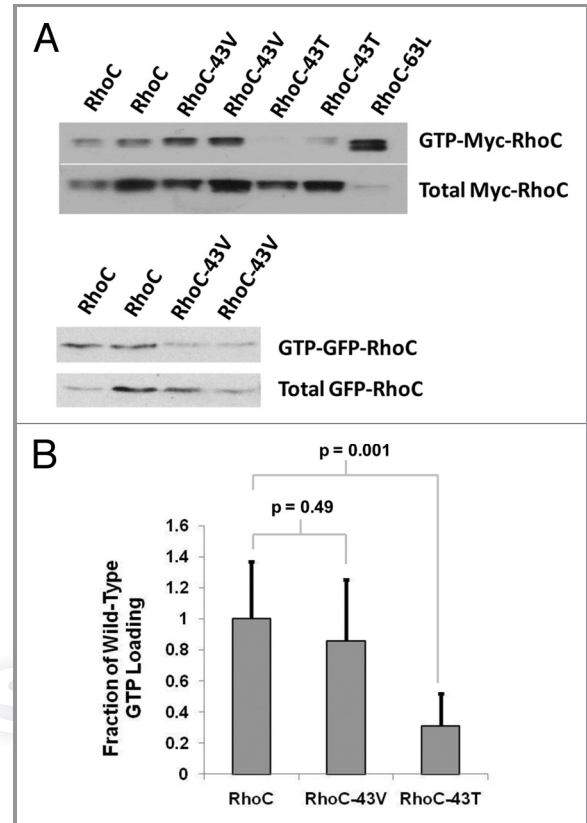 A
RhoC
RhoC
RhoC-43V
RhoC-43V
RhoC-43T
RhoC-43T
RhoC-63L
GTP-Myc-RhoC
Total Myc-RhoC
RhoC
RhoC
RhoC-43V
RhoC-43V
GTP-GFP-RhoC
Total GFP-RhoC
B
p = 0.001
p = 0.49
Fraction of Wild-Type
GTP Loading
1.6
1.4
1.2
1
0.8
0.6
0.4
0.2
0
RhoC
RhoC-43V
RhoC-43T